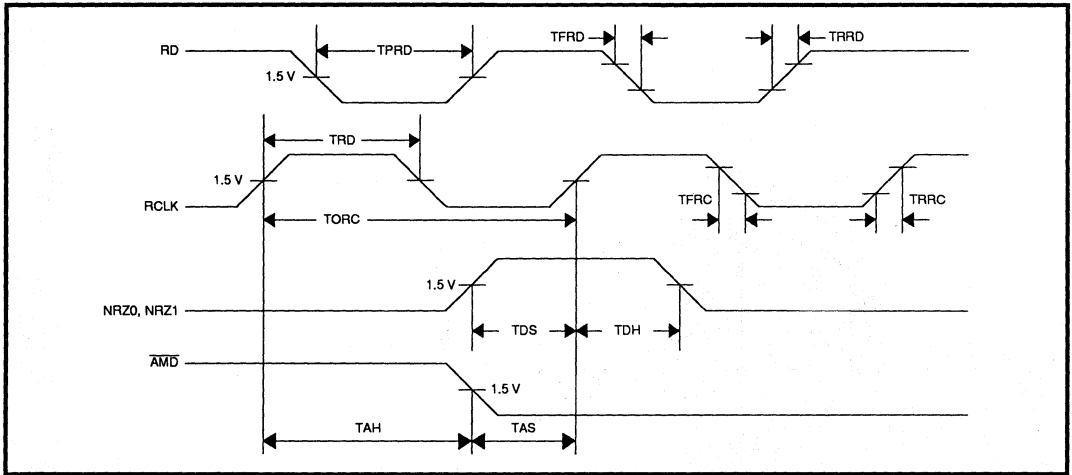 RD
TPRD
TFRD
TRRD
1.5 V
TRD
1.5 V
RCLK
TORC
TFRC
TRRC
1.5 V
NRZ0, NRZ1
TDS
TDH
AMD
1.5 V
TAH
TAS